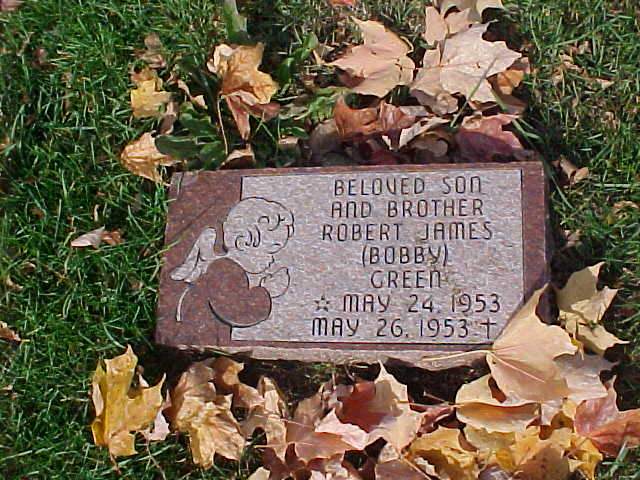 BELOVED SON
AND BROTHER
ROBERT JAMES
(BOBBY)
GREEN
☆ MAY 24, 1953
MAY 26, 1953 ✝